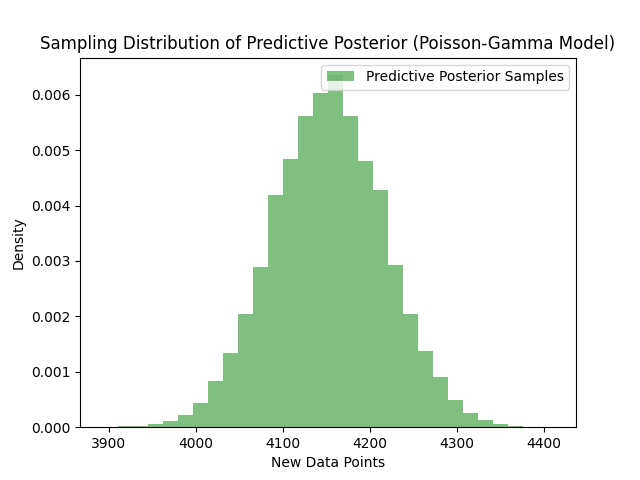 Sampling Distribution of Predictive Posterior (Poisson-Gamma Model)
Predictive Posterior Samples
0.006
0.005
0.004
0.003
0.002
0.001
0.000
Density
3900 4000 4100 4200 4300 4400
New Data Points